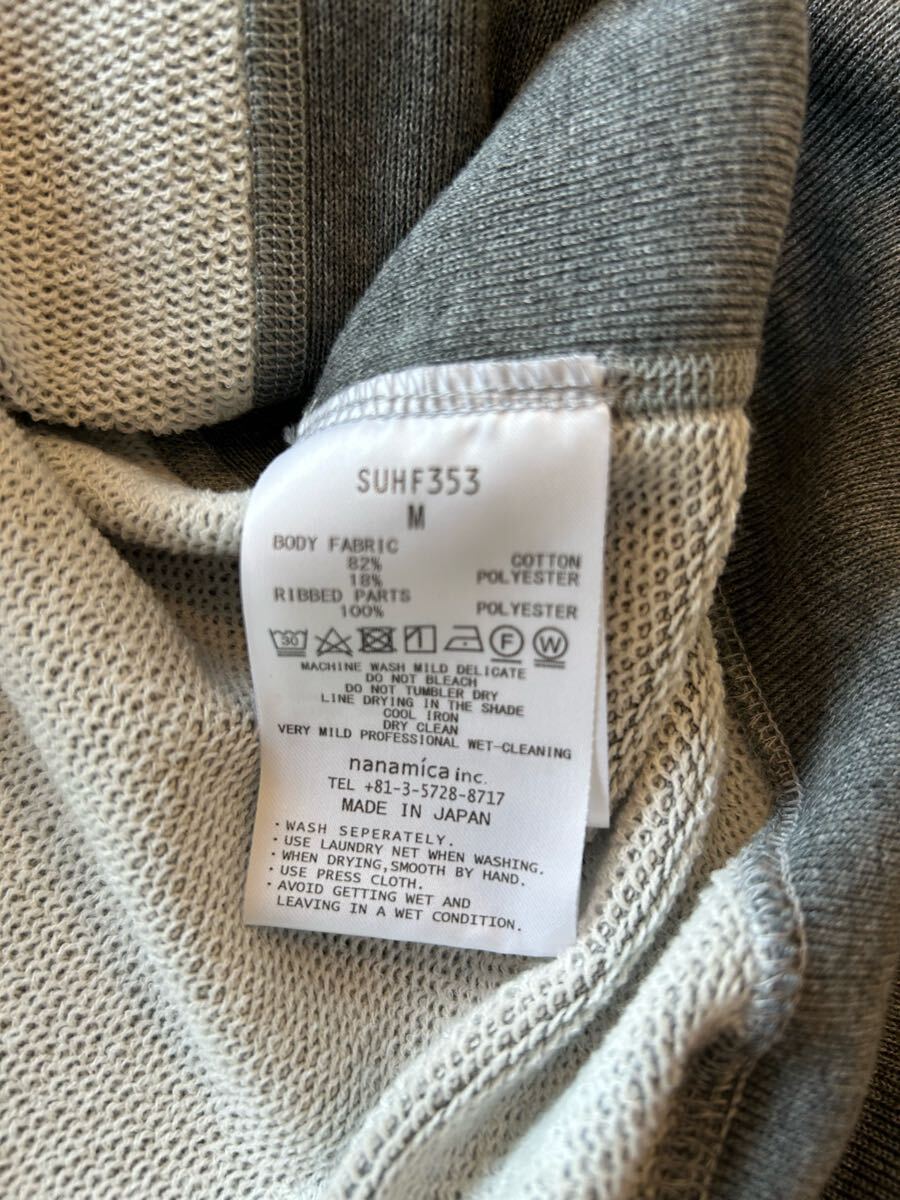 SUHF353
M
BODY FABRIC
82% COTTON
18% POLYESTER
RIBBED PARTS
100% POLYESTER
30 1 F W
MACHINE WASH MILD DELICATE
DO NOT BLEACH
DO NOT TUMBLER DRY
LINE DRYING IN THE SHADE
COOL IRON
DRY CLEAN
VERY MILD PROFESSIONAL WET-CLEANING
nanamica inc.
TEL +81-3-5728-8717
MADE IN JAPAN
・WASH SEPERATELY.
・USE LAUNDRY NET WHEN WASHING.
・WHEN DRYING,SMOOTH BY HAND.
・USE PRESS CLOTH.
・AVOID GETTING WET AND
LEAVING IN A WET CONDITION.